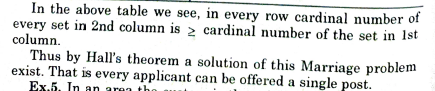 In the above table we see, in every row cardinal number of
every set in 2nd column is ≥ cardinal number of the set in 1st
column.
Thus by Hall's theorem a solution of this Marriage problem
exist. That is every applicant can be offered a single post.
Ex.5. In an area the